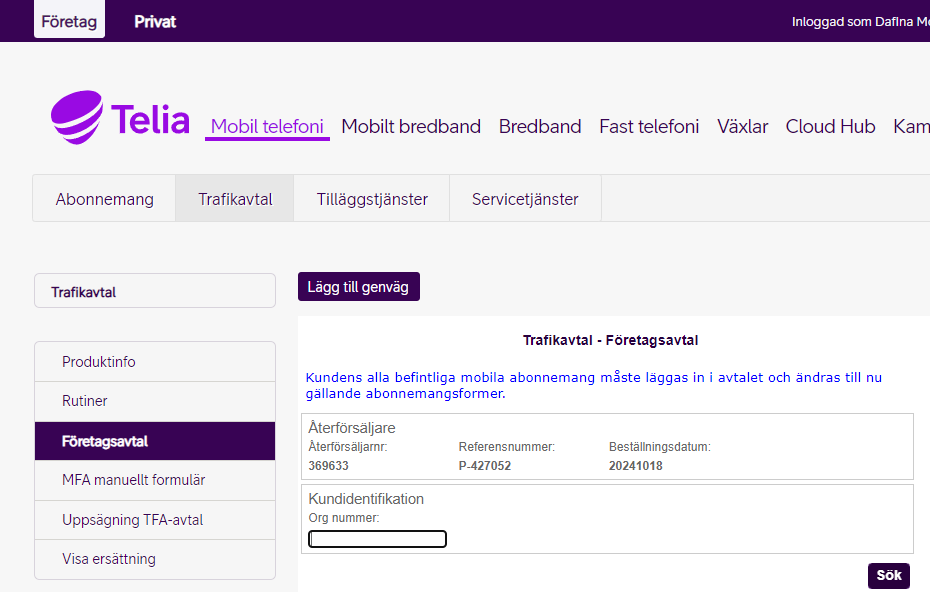 Företag Privat Inloggad som Dafina
Telia Mobil telefoni Mobilt bredband Bredband Fast telefoni Växlar Cloud Hub Kam
Abonnemang Trafikavtal Tilläggstjänster Servicetjänster
Trafikavtal
Lägg till genväg
Produktinfo
Rutiner
Företagsavtal
MFA manuellt formulär
Uppsägning TFA-avtal
Visa ersättning
Trafikavtal - Företagsavtal
Kundens alla befintliga mobila abonnemang måste läggas in i avtalet och ändras till nu
gällande abonnemangsformer.
Återförsäljare
Återförsäljarnr: Referensnummer: Beställningsdatum:
369633 P-427052 20241018
Kundidentifikation
Org nummer:
Sök